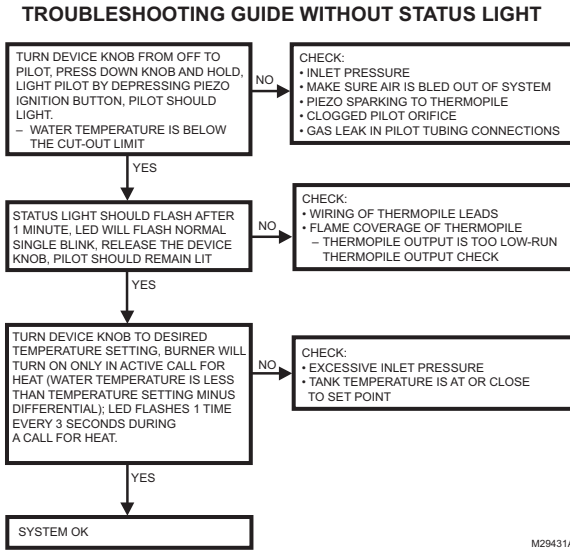 TROUBLESHOOTING GUIDE WITHOUT STATUS LIGHT
TURN DEVICE KNOB FROM OFF TO
PILOT, PRESS DOWN KNOB AND HOLD,
LIGHT PILOT BY DEPRESSING PIEZO
IGNITION BUTTON, PILOT SHOULD
LIGHT.
– WATER TEMPERATURE IS BELOW
THE CUT-OUT LIMIT
NO
CHECK:
• INLET PRESSURE
• MAKE SURE AIR IS BLED OUT OF SYSTEM
• PIEZO SPARKING TO THERMOPILE
• CLOGGED PILOT ORIFICE
• GAS LEAK IN PILOT TUBING CONNECTIONS
YES
STATUS LIGHT SHOULD FLASH AFTER
1 MINUTE, LED WILL FLASH NORMAL
SINGLE BLINK, RELEASE THE DEVICE
KNOB, PILOT SHOULD REMAIN LIT
NO
CHECK:
• WIRING OF THERMOPILE LEADS
• FLAME COVERAGE OF THERMOPILE
– THERMOPILE OUTPUT IS TOO LOW-RUN
THERMOPILE OUTPUT CHECK
YES
TURN DEVICE KNOB TO DESIRED
TEMPERATURE SETTING, BURNER WILL
TURN ON ONLY IN ACTIVE CALL FOR
HEAT (WATER TEMPERATURE IS LESS
THAN TEMPERATURE SETTING MINUS
DIFFERENTIAL); LED FLASHES 1 TIME
EVERY 3 SECONDS DURING
A CALL FOR HEAT.
NO
CHECK:
• EXCESSIVE INLET PRESSURE
• TANK TEMPERATURE IS AT OR CLOSE
TO SET POINT
YES
SYSTEM OK
M29431A